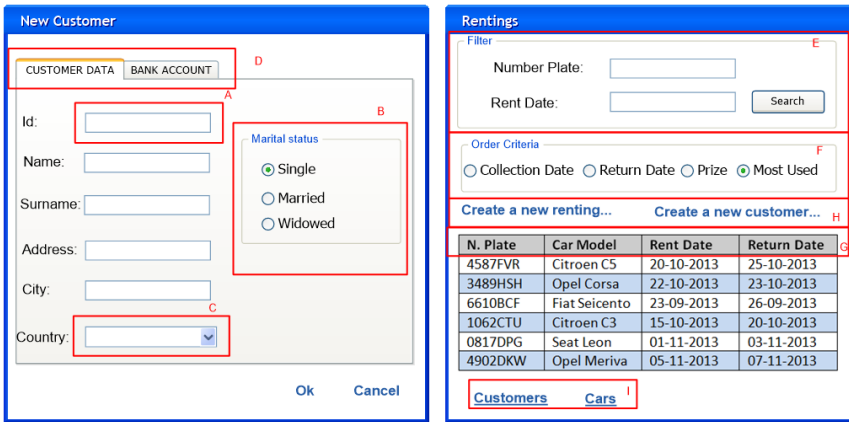 New Customer
CUSTOMER DATA BANK ACCOUNT D
A
B
Id:
Marital status
Name:
Single
Married
Surname:
Widowed
Address:
City:
C
Country:
Ok Cancel
Rentings
Filter
E
Number Plate:
Rent Date: Search
Order Criteria
F
Collection Date Return Date Prize Most Used
Create a new renting... Create a new customer... H
G
N. Plate Car Model Rent Date Return Date
4587FVR Citroen C5 20-10-2013 25-10-2013
3489HSH Opel Corsa 22-10-2013 23-10-2013
6610BCF Fiat Seicento 23-09-2013 26-09-2013
1062CTU Citroen C3 15-10-2013 20-10-2013
0817DPG Seat Leon 01-11-2013 03-11-2013
4902DKW Opel Meriva 05-11-2013 07-11-2013
Customers Cars I